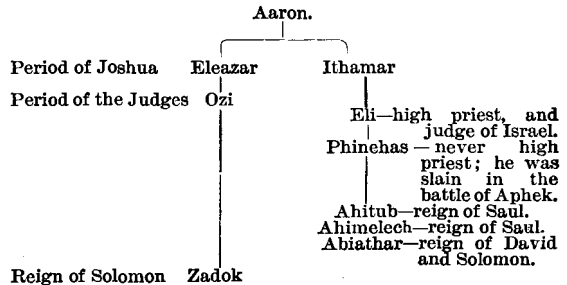 Aaron.
Period of Joshua Eleazar Ithamar
Period of the Judges Ozi
Eli—high priest, and
judge of Israel.
Phinehas — never high
priest; he was
slain in the
battle of Aphek.
Ahitub—reign of Saul.
Ahimelech—reign of Saul.
Abiathar—reign of David
and Solomon.
Reign of Solomon Zadok